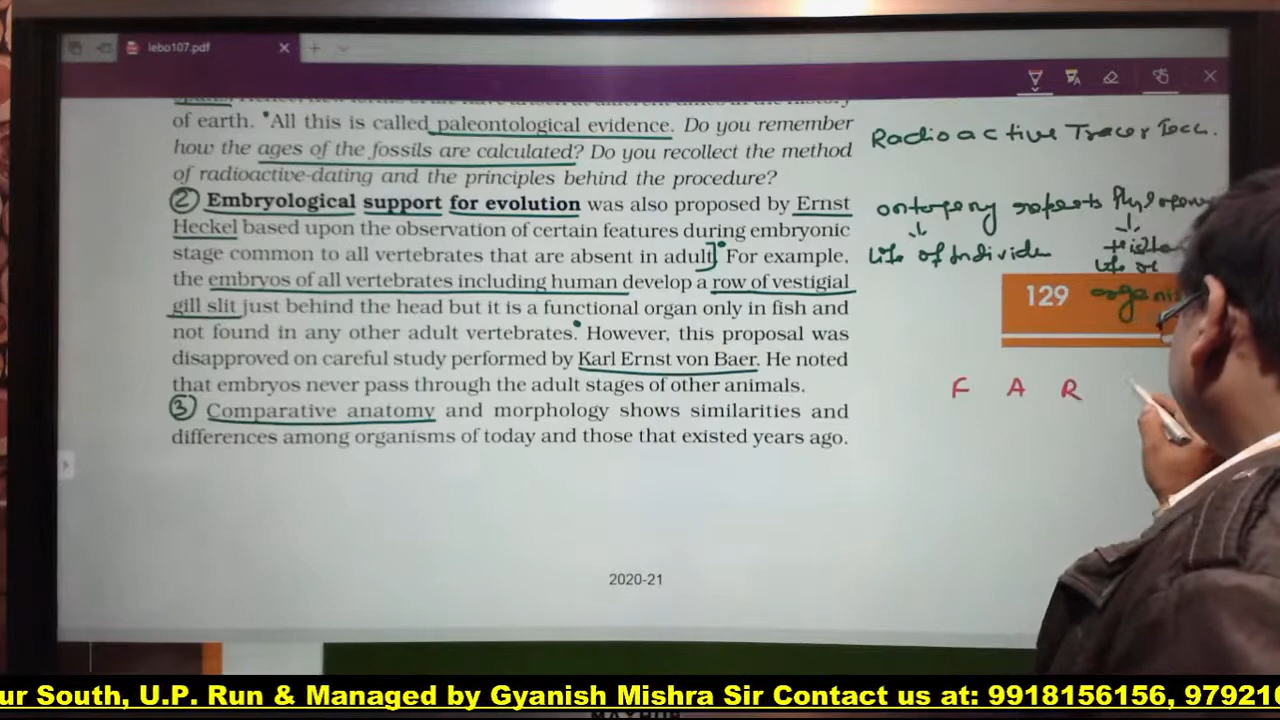 lebo107.pdf
of earth. All this is called paleontological evidence. Do you remember
how the ages of the fossils are calculated? Do you recollect the method
of radioactive-dating and the principles behind the procedure?
② Embryological support for evolution was also proposed by Ernst
Heckel based upon the observation of certain features during embryonic
stage common to all vertebrates that are absent in adult. For example,
the embryos of all vertebrates including human develop a row of vestigial
gill slit just behind the head but it is a functional organ only in fish and
not found in any other adult vertebrates. However, this proposal was
disapproved on careful study performed by Karl Ernst von Baer. He noted
that embryos never pass through the adult stages of other animals.
③ Comparative anatomy and morphology shows similarities and
differences among organisms of today and those that existed years ago.
2020-21
Radioactive Tracer Tech.
ontogeny repeats
Life of Individe
Life of
129
F A R
ur South, U.P. Run & Managed by Gyanish Mishra Sir Contact us at: 9918156156, 979216